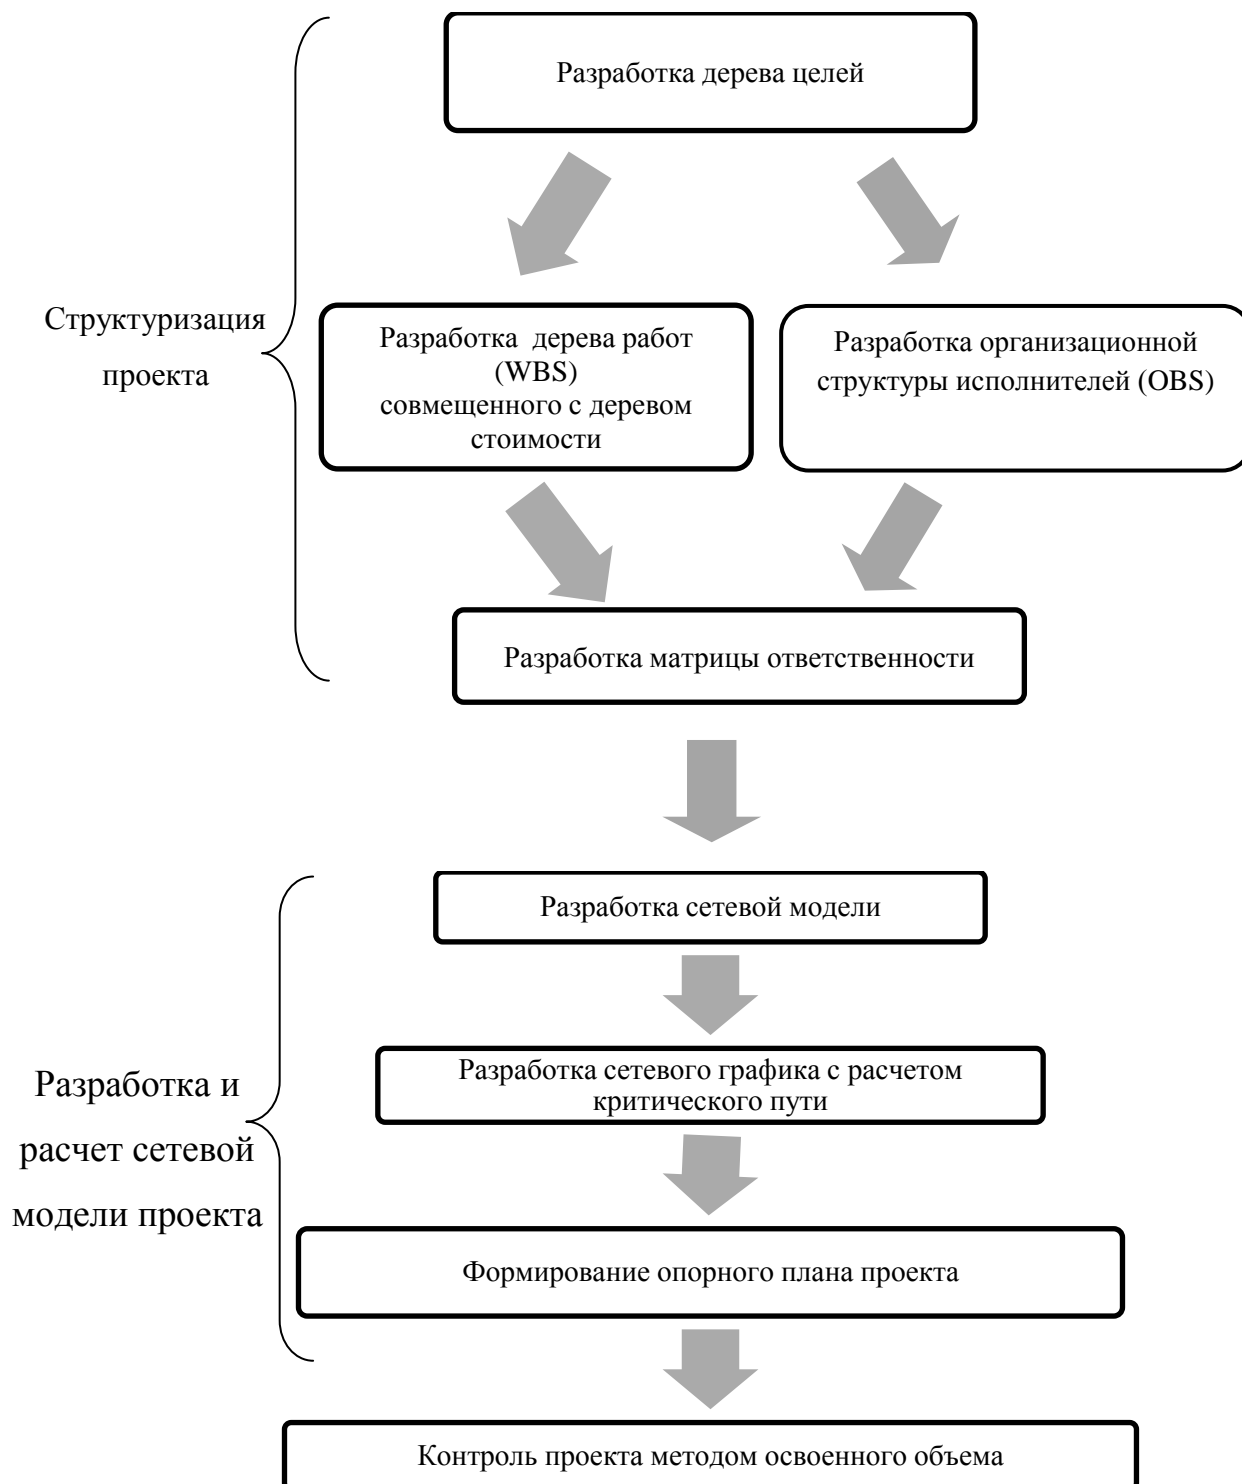 Разработка дерева целей
Структуризация
проекта
Разработка дерева работ
(WBS)
совмещенного с деревом
стоимости
Разработка организационной
структуры исполнителей (OBS)
Разработка матрицы ответственности
Разработка и
расчет сетевой
модели проекта
Разработка сетевой модели
Разработка сетевого графика с расчетом
критического пути
Формирование опорного плана проекта
Контроль проекта методом освоенного объема